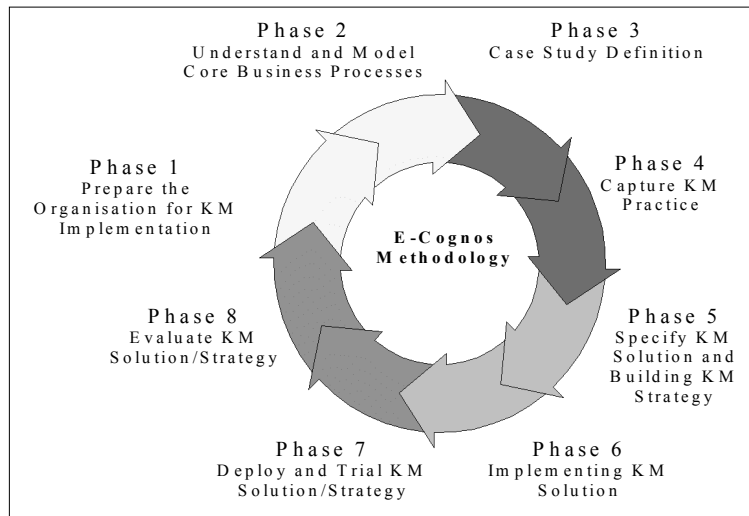 Phase 2
Understand and Model
Core Business Processes
Phase 3
Case Study Definition
Phase 1
Prepare the
Organisation for KM
Implementation
Phase 4
Capture KM
Practice
E-Cognos
Methodology
Phase 8
Evaluate KM
Solution/Strategy
Phase 5
Specify KM
Solution and
Building KM
Strategy
Phase 7
Deploy and Trial KM
Solution/Strategy
Phase 6
Implementing KM
Solution